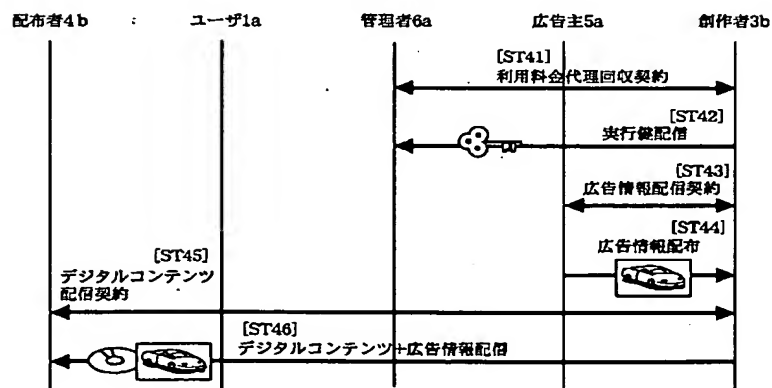 配布者4b : ユーザ1a 管理者6a 広告主5a 創作者3b
[ST41]
利用料金代理回収契約
[ST42]
実行鍵配信
[ST43]
広告情報配信契約
[ST44]
広告情報配布
[ST45]
デジタルコンテンツ
配信契約
[ST46]
デジタルコンテンツ+広告情報配信